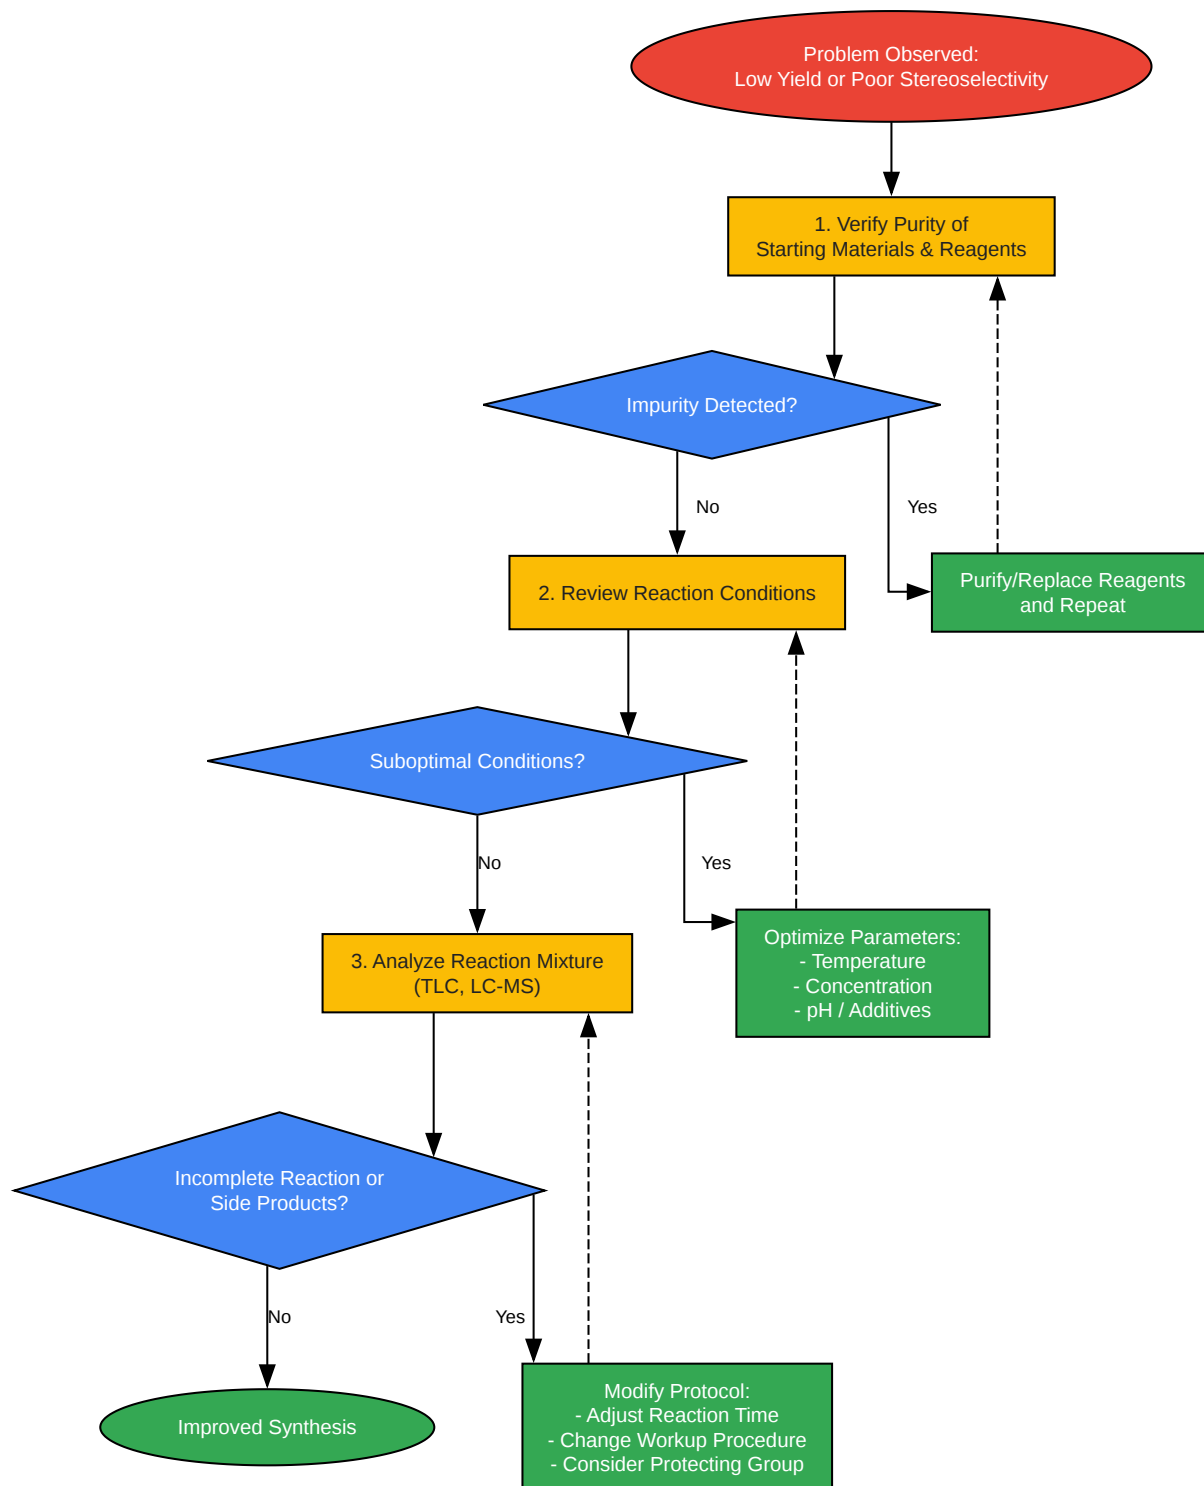 Problem Observed:
Low Yield or Poor Stereoselectivity
1. Verify Purity of
Starting Materials & Reagents
Impurity Detected?
No
Yes
2. Review Reaction Conditions
Purify/Replace Reagents
and Repeat
Suboptimal Conditions?
No
Yes
3. Analyze Reaction Mixture
(TLC, LC-MS)
Optimize Parameters:
- Temperature
- Concentration
- pH / Additives
Incomplete Reaction or
Side Products?
No
Yes
Improved Synthesis
Modify Protocol:
- Adjust Reaction Time
- Change Workup Procedure
- Consider Protecting Group